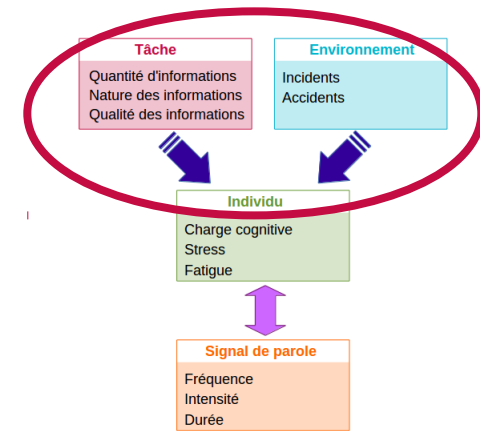 Tâche
Quantité d'informations
Nature des informations
Qualité des informations
Environnement
Incidents
Accidents
Individu
Charge cognitive
Stress
Fatigue
Signal de parole
Fréquence
Intensité
Durée